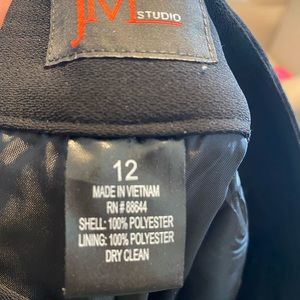 JM STUDIO
12
MADE IN VIETNAM
RN # 88644
SHELL: 100% POLYESTER
LINING: 100% POLYESTER
DRY CLEAN